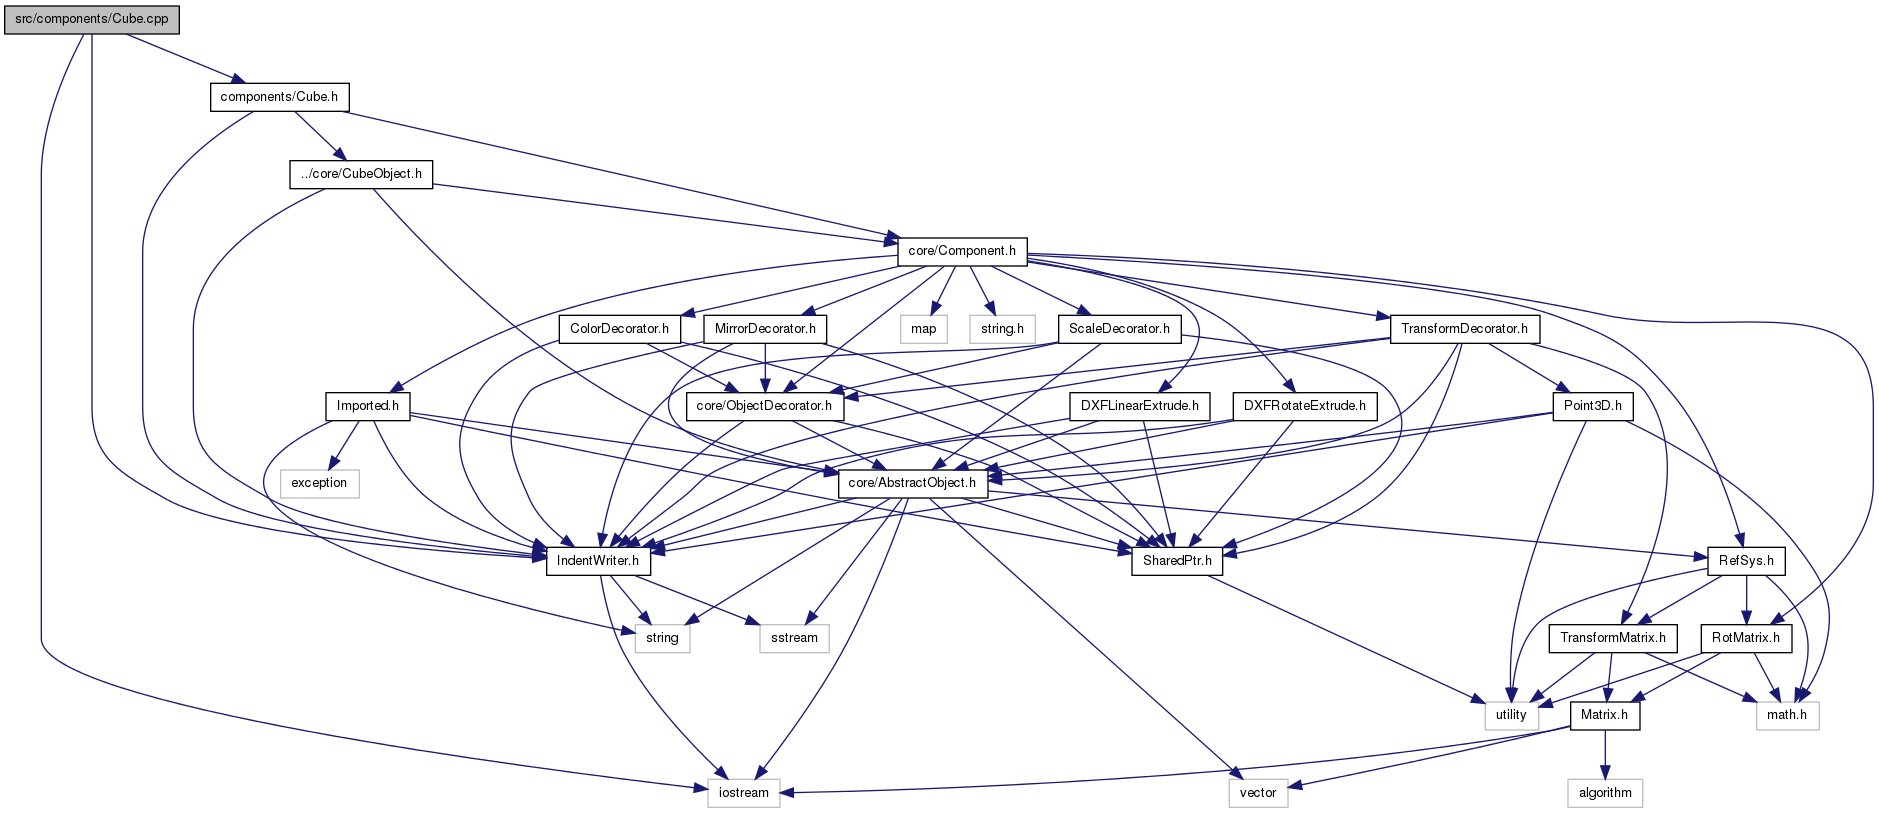 src/components/Cube.cpp
components/Cube.h
../core/CubeObject.h
core/Component.h
ColorDecorator.h
MirrorDecorator.h
map
string.h
ScaleDecorator.h
TransformDecorator.h
Imported.h
core/ObjectDecorator.h
DXFLinearExtrude.h
DXFRotateExtrude.h
Point3D.h
exception
core/AbstractObject.h
IndentWriter.h
SharedPtr.h
RefSys.h
string
sstream
TransformMatrix.h
RotMatrix.h
utility
Matrix.h
math.h
iostream
vector
algorithm